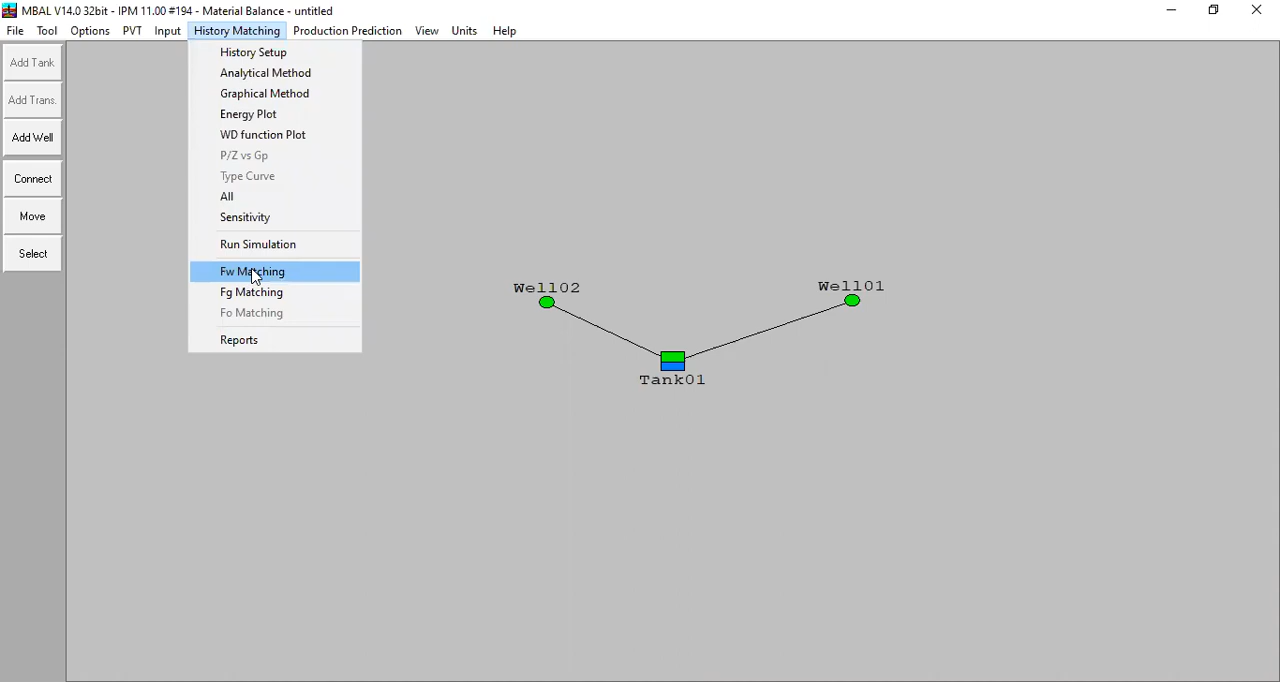 MBAL V14.0 32bit - IPM 11.00 #194 - Material Balance - untitled
File Tool Options PVT Input History Matching Production Prediction View Units Help
Add Tank
Add Trans.
Add Well
Connect
Move
Select
History Setup
Analytical Method
Graphical Method
Energy Plot
WD function Plot
P/Z vs Gp
Type Curve
All
Sensitivity
Run Simulation
Fw Matching
Fg Matching
Fo Matching
Reports
Well02
Well01
Tank01